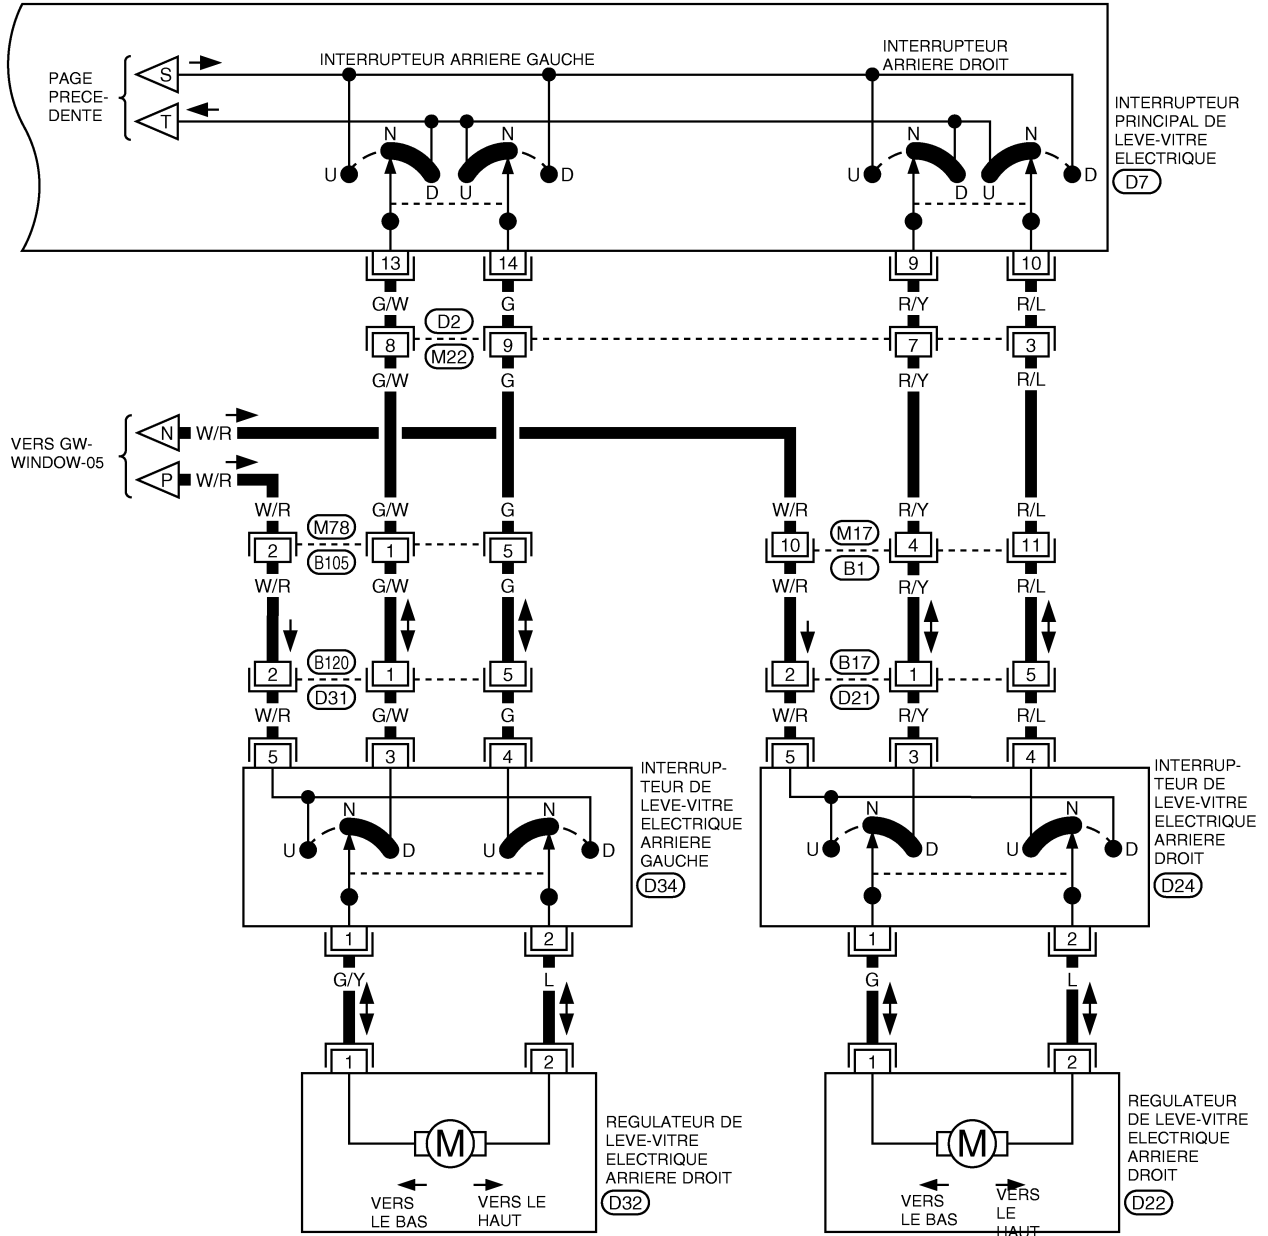 INTERRUPTEUR
ARRIERE DROIT
INTERRUPTEUR ARRIERE GAUCHE
PAGE
PRECE-
DENTE
S
T
INTERRUPTEUR
PRINCIPAL DE
LEVE-VITRE
ELECTRIQUE
D7
N N N N
U D U D U D U D
13 14 9 10
G/W G R/Y R/L
D2
8 9 7 3
M22
G/W G R/Y R/L
VERS GW-
WINDOW-05
N W/R
P W/R
W/R G/W G W/R R/Y R/L
M78 M17
2 1 5 10 4 11
B105 B1
W/R G/W G W/R R/Y R/L
B120 B17
2 1 5 2 1 5
D31 D21
W/R G/W G W/R R/Y R/L
5 3 4 5 3 4
INTERRUP-
TEUR DE
LEVE-VITRE
ELECTRIQUE
ARRIERE
GAUCHE
D34
INTERRUP-
TEUR DE
LEVE-VITRE
ELECTRIQUE
ARRIERE
DROIT
D24
N N N N
U D U D U D U D
1 2 1 2
G/Y L G L
1 2 1 2
M M
VERS
LE BAS
VERS LE
HAUT
REGULATEUR DE
LEVE-VITRE
ELECTRIQUE
ARRIERE DROIT
D32
VERS
LE BAS
VERS
LE
HAUT
REGULATEUR
DE LEVE-VITRE
ELECTRIQUE
ARRIERE
DROIT
D22